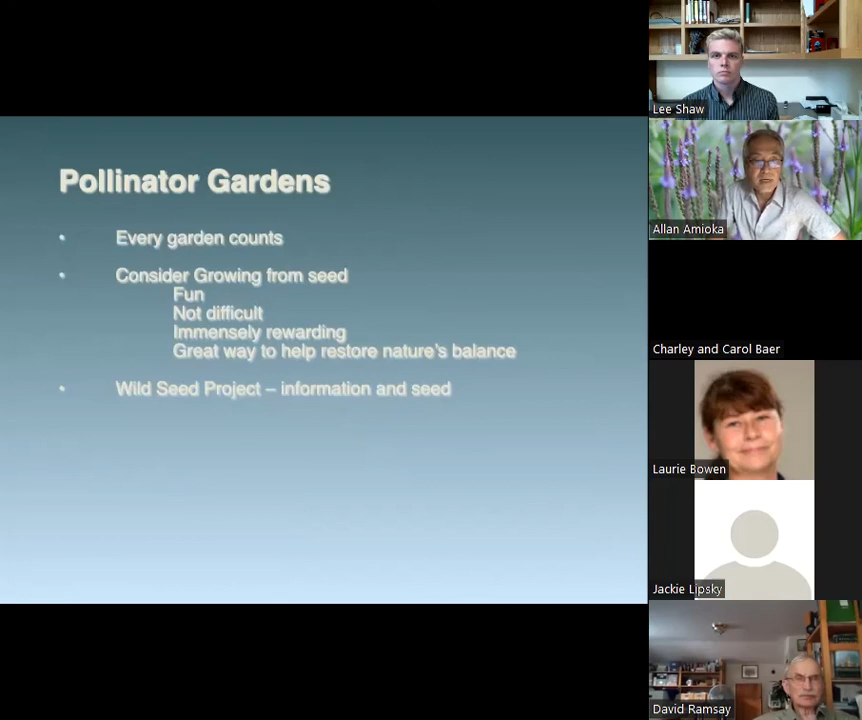 Pollinator Gardens
• Every garden counts
• Consider Growing from seed
Fun
Not difficult
Immensely rewarding
Great way to help restore nature's balance
• Wild Seed Project – information and seed
Lee Shaw
Allan Amioka
Charley and Carol Baer
Laurie Bowen
Jackie Lipsky
David Ramsay